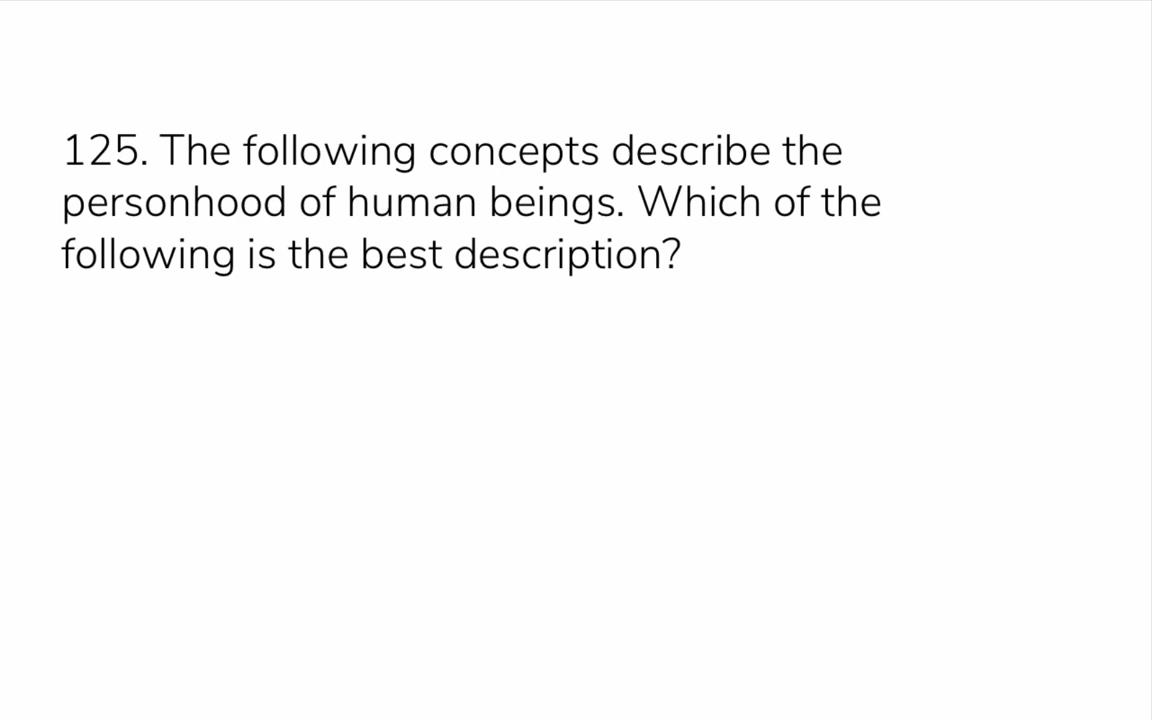 125. The following concepts describe the
personhood of human beings. Which of the
following is the best description?